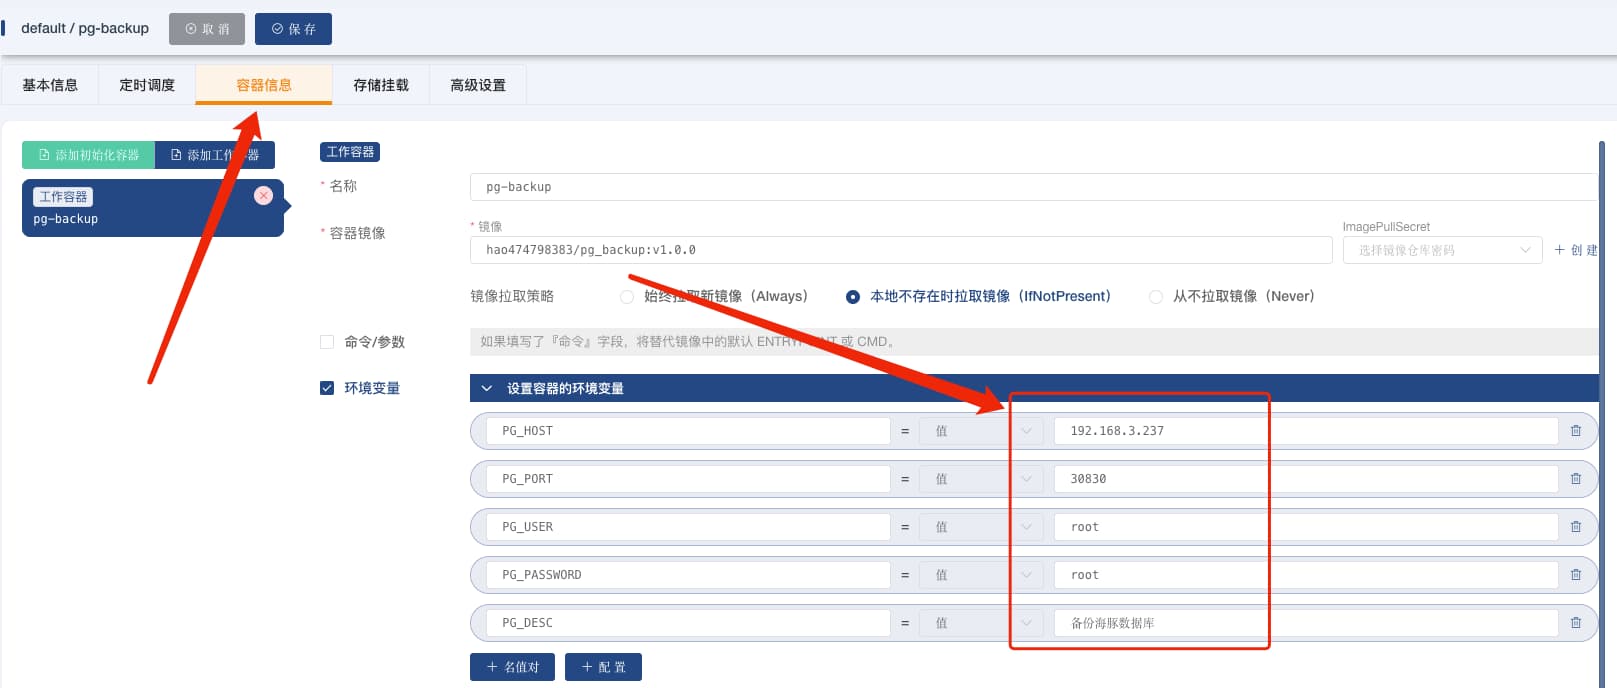 default / pg-backup 取 消 保 存
基本信息 定时调度 容器信息 存储挂载 高级设置
添加初始化容器 添加工作 器
工作容器
pg-backup
工作容器
* 名称 pg-backup
* 容器镜像
* 镜像 ImagePullSecret
hao474798383/pg_backup:v1.0.0 选择镜像仓库密码 + 创 建
镜像拉取策略 始终拉取新镜像（Always） 本地不存在时拉取镜像（IfNotPresent） 从不拉取镜像（Never）
命令/参数 如果填写了『命令』字段，将替代镜像中的默认 或 CMD。
环境变量 设置容器的环境变量
PG_HOST = 值 192.168.3.237
PG_PORT = 值 30830
PG_USER = 值 root
PG_PASSWORD = 值 root
PG_DESC = 值 备份海豚数据库
+ 名值对 + 配 置